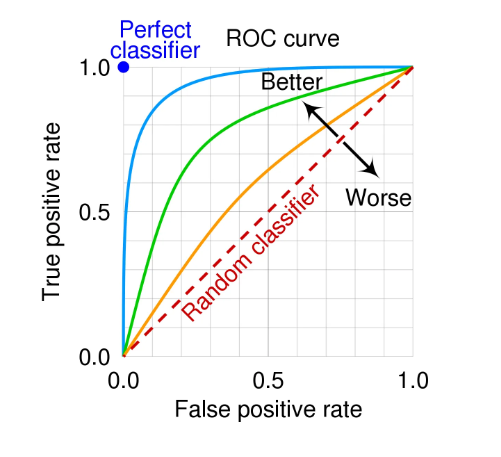 Perfect
classifier
ROC curve
1.0
Better
True positive rate
0.5
Worse
Random classifier
0.0
0.0
0.5
1.0
False positive rate